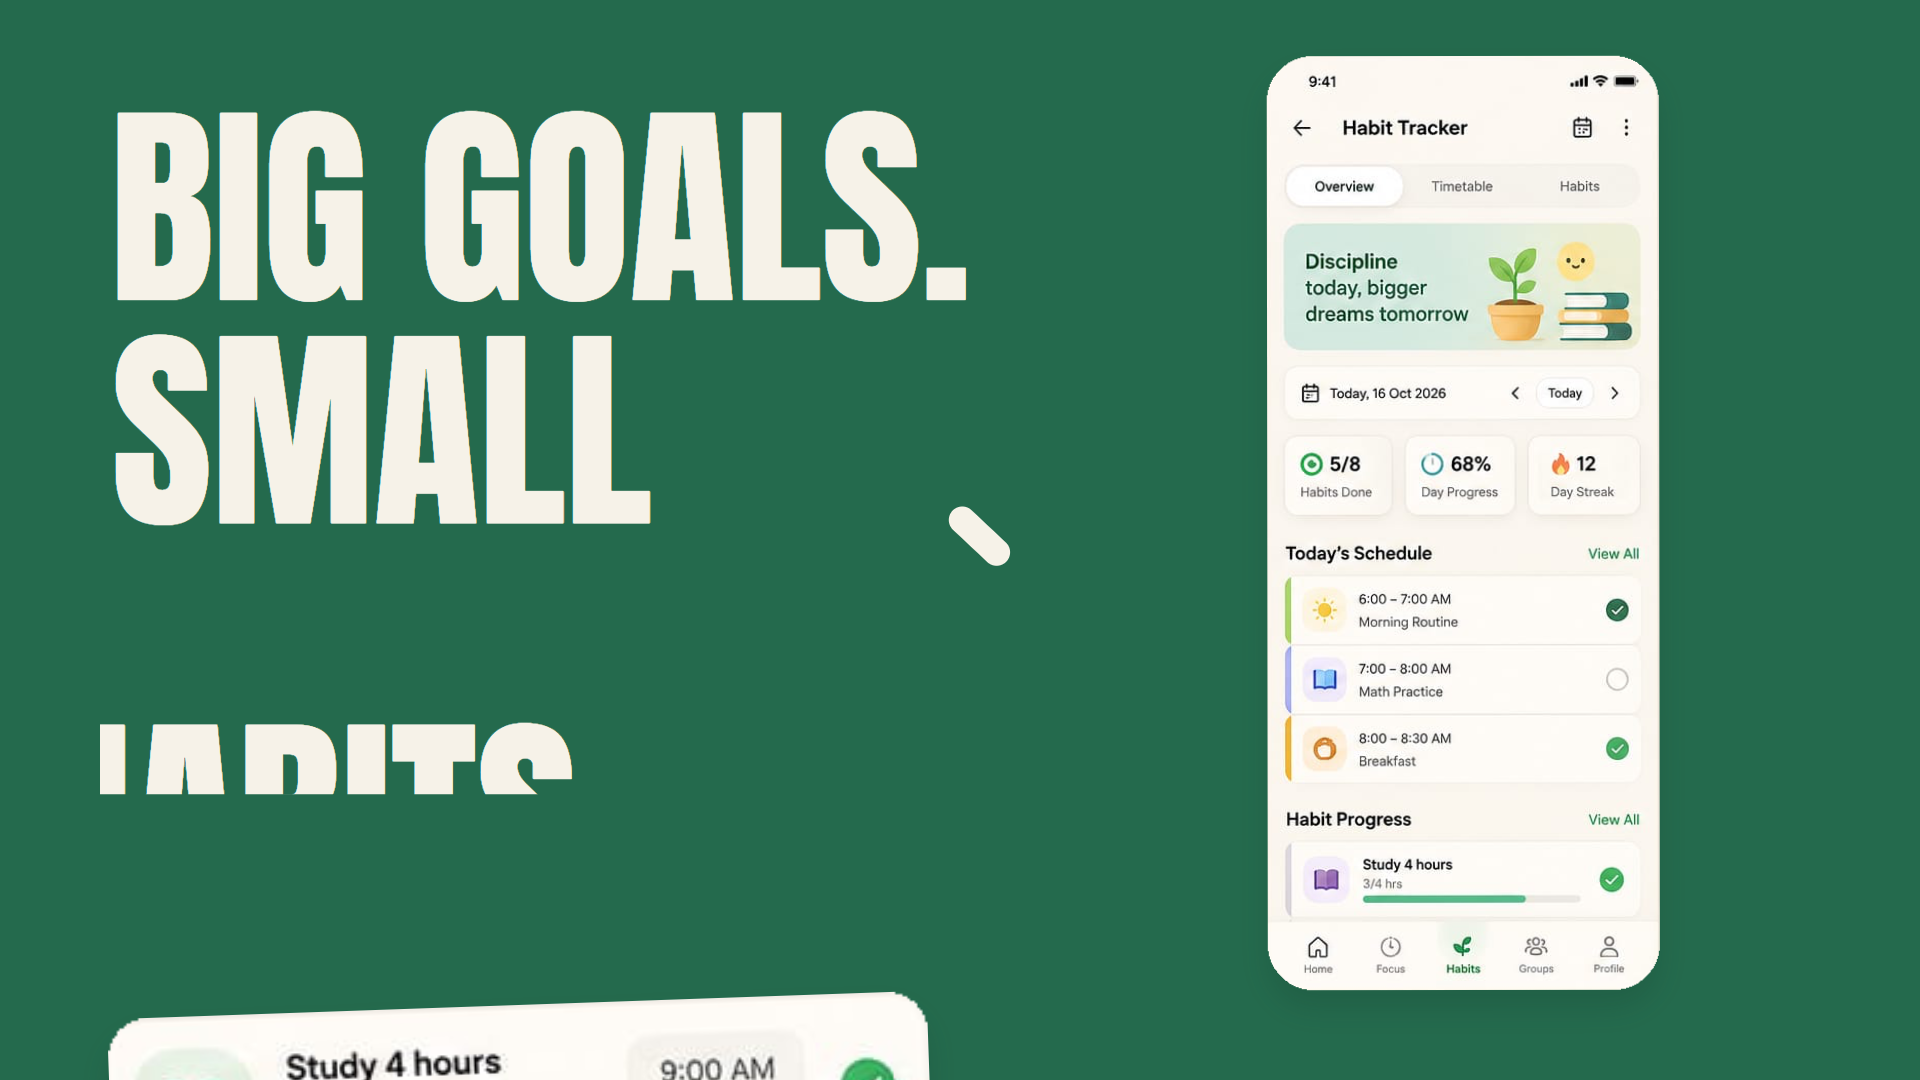 BIG GOALS.
SMALL
HABITS
Study 4 hours
9:00 AM
9:41
Habit Tracker
Overview
Timetable
Habits
Discipline
today, bigger
dreams tomorrow
Today, 16 Oct 2026
Today
5/8
Habits Done
68%
Day Progress
12
Day Streak
Today's Schedule
View All
6:00 – 7:00 AM
Morning Routine
7:00 – 8:00 AM
Math Practice
8:00 – 8:30 AM
Breakfast
Habit Progress
View All
Study 4 hours
3/4 hrs
Home
Focus
Habits
Groups
Profile